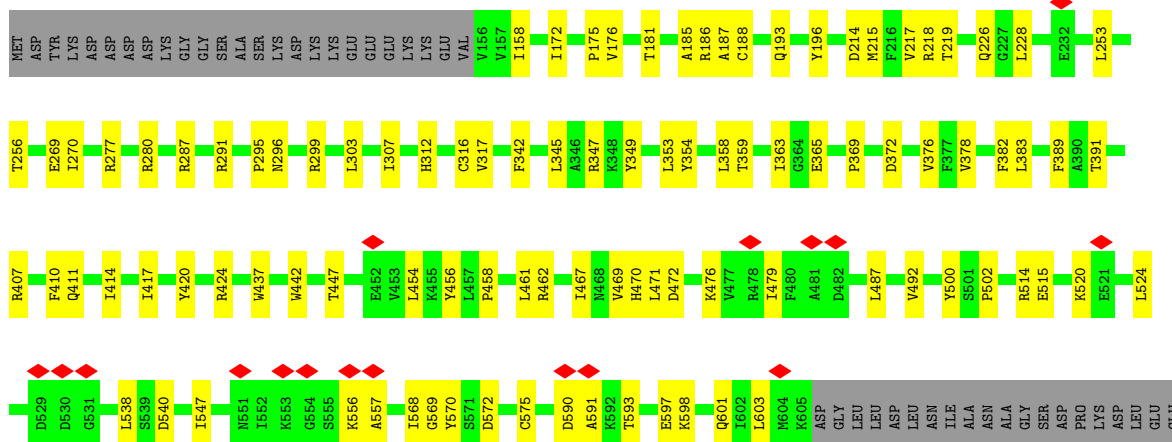 MET ASP TYR LYS ASP ASP ASP ASP LYS GLY GLY SER ALA SER LYS ASP LYS LYS GLU GLU GLU LYS LYS GLU VAL V156 V157 I158 I172 P175 V176 T181 A185 R186 A187 C188 Q193 Y196 D214 M215 F216 V217 R218 T219 Q226 G227 L228 E232 L253
T256 E269 I270 R277 R280 R287 R291 P295 N296 R299 L303 I307 H312 C316 V317 F342 L345 A346 R347 K348 Y349 L353 Y354 L358 T359 I363 G364 E365 P369 D372 V376 F377 V378 F382 L383 F389 A390 T391
R407 F410 Q411 I414 I417 Y420 R424 W437 W442 T447 E452 V453 L454 K455 Y456 L457 P458 L461 R462 I467 N468 V469 H470 L471 D472 K476 V477 R478 I479 F480 A481 D482 L487 V492 Y500 S501 P502 R514 E515 K520 E521 L524
D529 D530 G531 L538 S539 D540 I547 N551 I552 K553 G554 S555 K556 A557 I568 G569 Y570 S571 D572 C575 D590 A591 K592 T593 E597 K598 Q601 I602 L603 M604 K605 ASP GLY LEU LEU ASP LEU ASN ILE ALA ASN ALA GLY SER ASP PRO LYS ASP LEU GLU